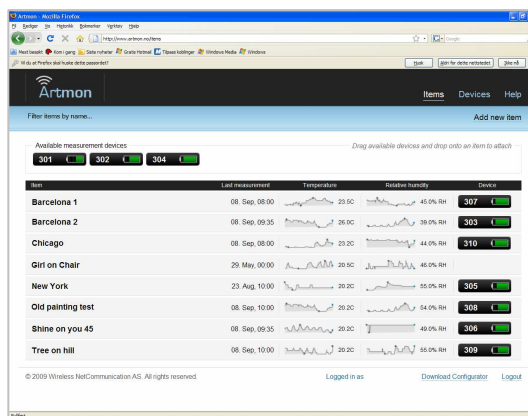 Artmon - Mozilla Firefox
Fil Rediger Vis Historikk Bokmerker Verktøy Hjelp
http://www.artmon.no/items
Google
Mest besøkt Kom i gang Siste nyheter Gratis Hotmail Tilpass koblinger Windows Media Windows
Vil du at Firefox skal huske dette passordet?
Husk Aldri for dette nettstedet Ikke nå
Artmon
Items Devices Help
Filter items by name...
Add new item
Available measurement devices
Drag available devices and drop onto an item to attach
301 302 304
Item Last measurement Temperature Relative humdity Device
Barcelona 1 08. Sep, 08:00 23.5C 45.0% RH 307
Barcelona 2 08. Sep, 09:35 26.0C 39.0% RH 303
Chicago 08. Sep, 08:00 23.2C 44.0% RH 310
Girl on Chair 29. May, 00:00 20.5C 46.0% RH
New York 23. Aug, 10:00 20.2C 55.0% RH 305
Old painting test 08. Sep, 10:00 20.2C 54.0% RH 308
Shine on you 45 08. Sep, 09:35 20.2C 49.0% RH 306
Tree on hill 08. Sep, 10:00 20.2C 55.0% RH 309
© 2009 Wireless NetCommunication AS. All rights reserved.
Logged in as
Download Configurator
Logout
Fullført